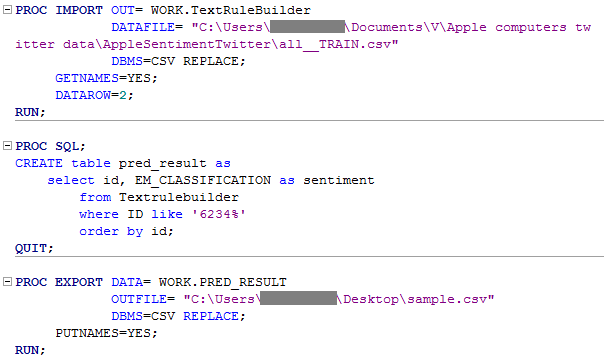 PROC IMPORT OUT= WORK.TextRuleBuilder
DATAFILE= "C:\Users\ \Documents\V\Apple computers tw
itter data\AppleSentimentTwitter\all__TRAIN.csv"
DBMS=CSV REPLACE;
GETNAMES=YES;
DATAROW=2;
RUN;
PROC SQL;
CREATE table pred_result as
select id, EM_CLASSIFICATION as sentiment
from Textrulebuilder
where ID like '6234%'
order by id;
QUIT;
PROC EXPORT DATA= WORK.PRED_RESULT
OUTFILE= "C:\Users\ \Desktop\sample.csv"
DBMS=CSV REPLACE;
PUTNAMES=YES;
RUN;